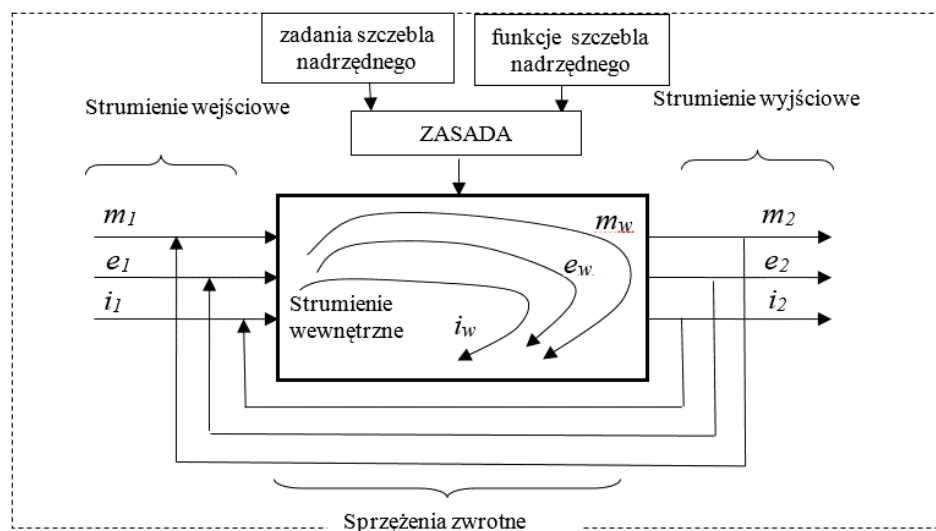 zadania szczebla
nadrzędnego
funkcje szczebla
nadrzędnego
Strumienie wejściowe
Strumienie wyjściowe
ZASADA
m1
e1
i1
mw
ew
iw
Strumienie
wewnętrzne
m2
e2
i2
Sprzężenia zwrotne